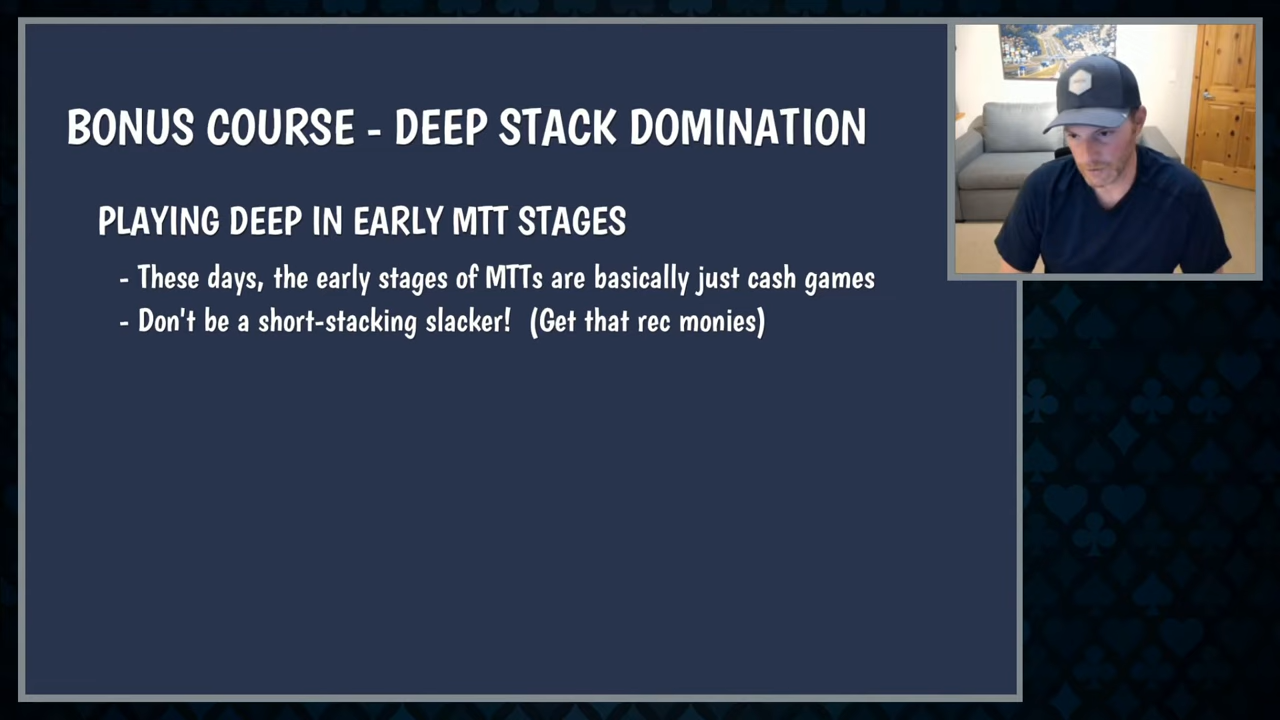 BONUS COURSE - DEEP STACK DOMINATION
PLAYING DEEP IN EARLY MTT STAGES
- These days, the early stages of MTTs are basically just cash games
- Don't be a short-stacking slacker! (Get that rec monies)